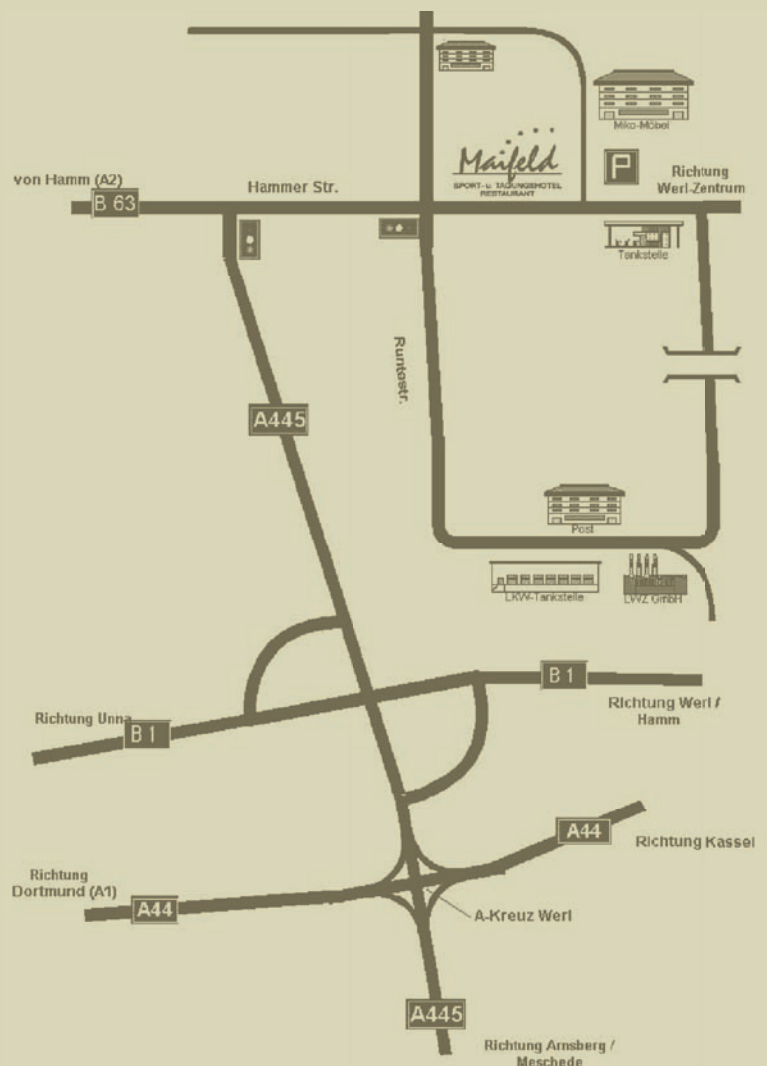 Miko-Möbel
Maifeld
SPORT- u. TAGUNGSHOTEL
RESTAURANT
P
Richtung
Werl-Zentrum
von Hamm (A2)
Hammer Str.
B 63
Tankstelle
Runtestr.
A445
Post
LKW-Tankstelle
LWZ GmbH
B 1
Richtung Werl /
Hamm
Richtung Unna
B 1
A44
Richtung Kassel
Richtung
Dortmund (A1)
A44
A-Kreuz Werl
A445
Richtung Arnsberg /
Meschede